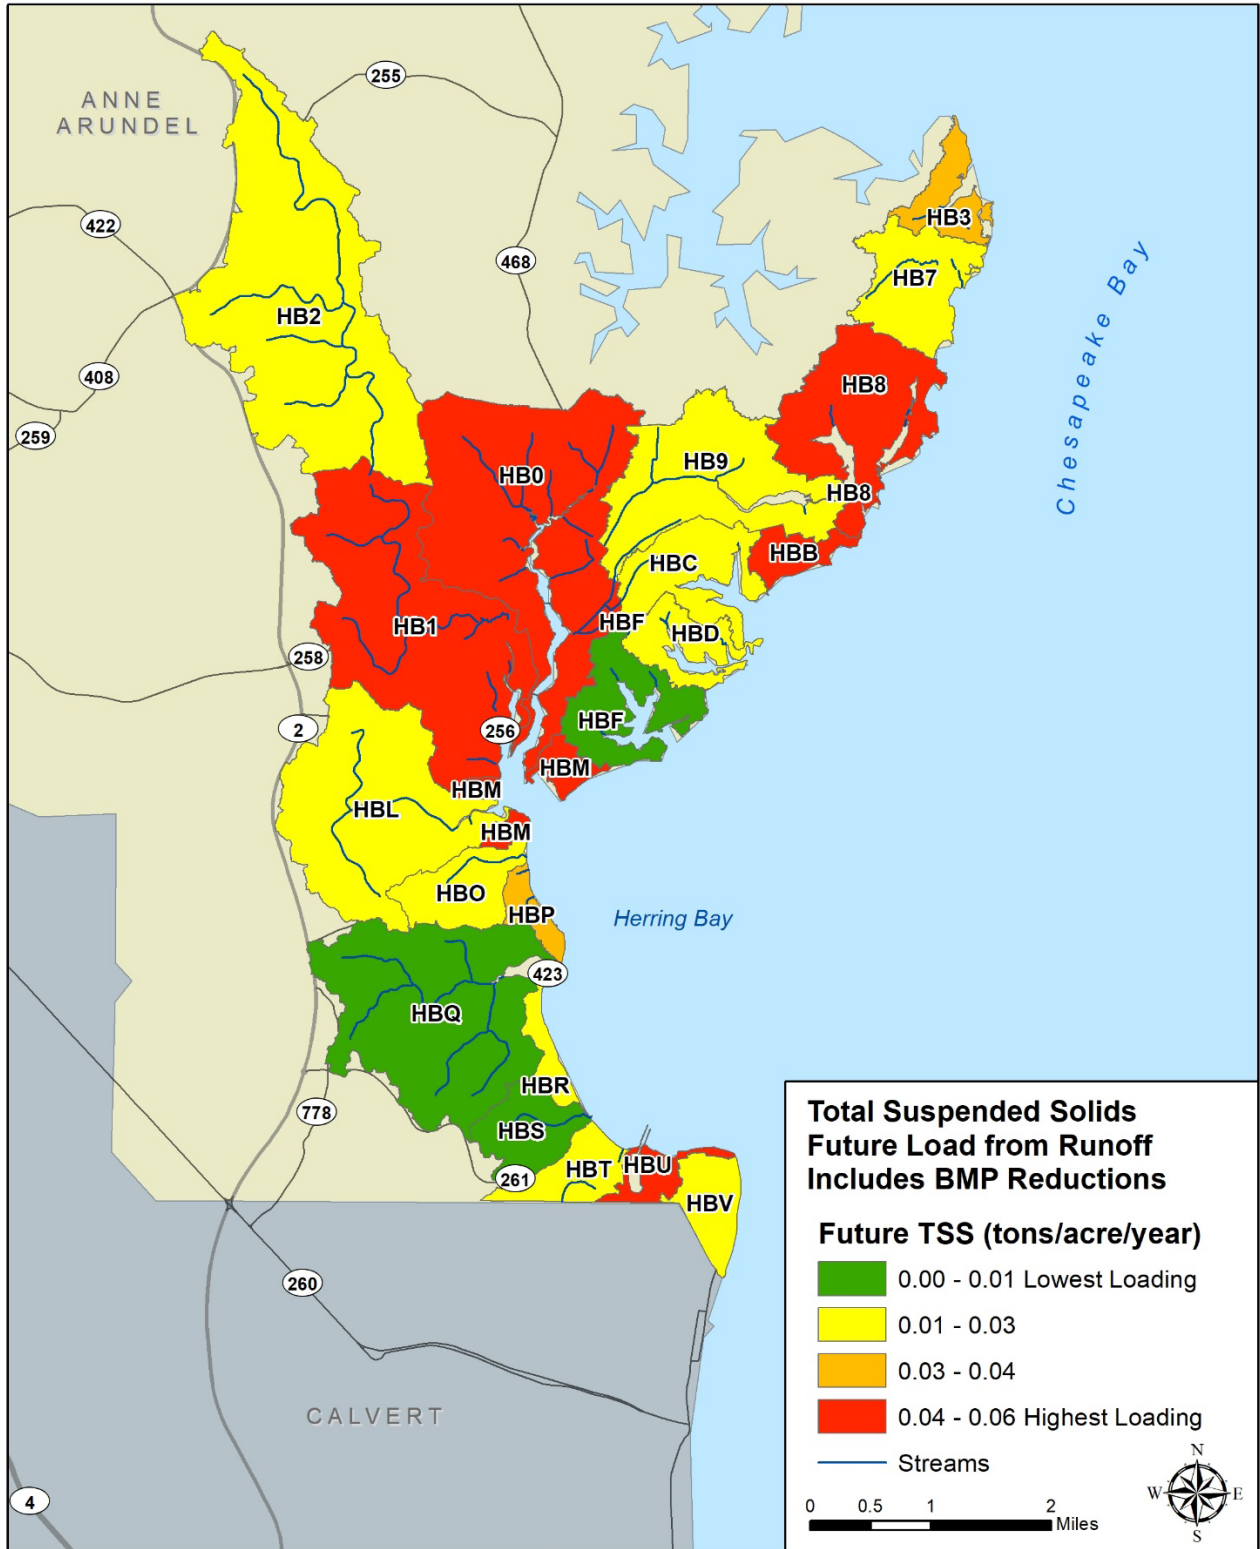 ANNE
ARUNDEL
255
422
HB3
HB7
468
HB2
408
259
HB8
HB9
HB0
HB8
HBB
HBC
Chesapeake Bay
HB1
HBF
HBD
258
2
256
HBF
HBM
HBM
HBL
HBM
HBO
HBP
Herring Bay
423
HBQ
HBR
778
HBS
261
HBT
HBU
HBV
260
CALVERT
4
Total Suspended Solids
Future Load from Runoff
Includes BMP Reductions
Future TSS (tons/acre/year)
0.00 - 0.01 Lowest Loading
0.01 - 0.03
0.03 - 0.04
0.04 - 0.06 Highest Loading
Streams
N
W E
S
0 0.5 1 2
Miles